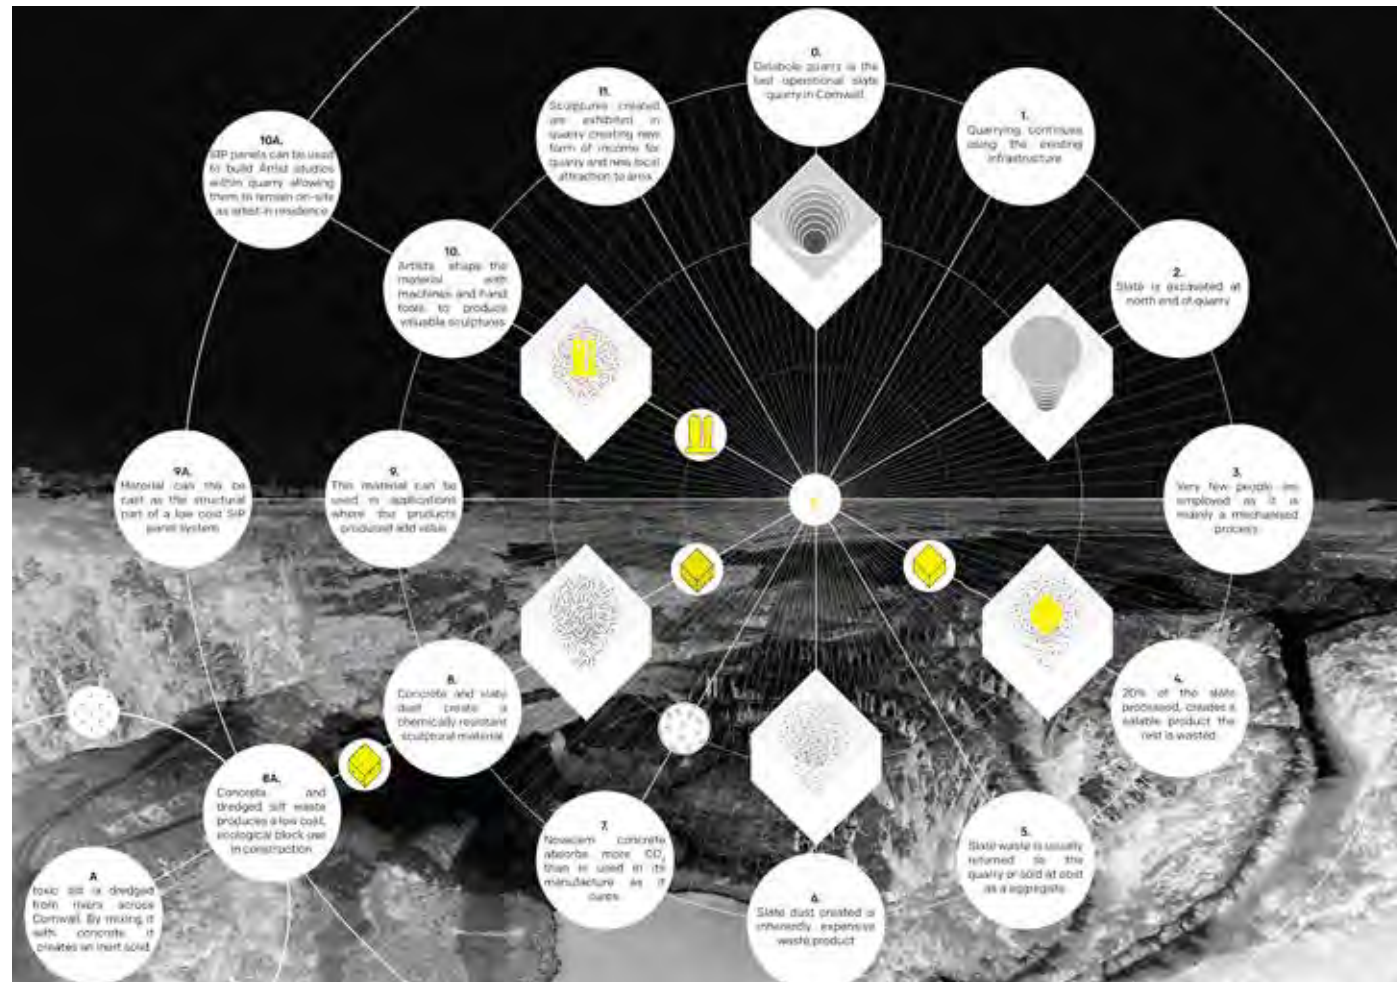 0.
Delabole quarry is the
last operational slate
quarry in Cornwall
1.
Quarrying continues
using the existing
infrastructure
2.
Slate is excavated at
north end of quarry
3.
Very few people are
employed as it is
mainly a mechanised
process
4.
20% of the slate
processed, creates a
salable product the
rest is wasted
5.
Slate waste is usually
returned to the
quarry or sold at cost
as a aggregate
6.
Slate dust created is
inherently expensive
waste product
7.
Novacem concrete
absorbs more CO2
than is used in its
manufacture as it
cures
8.
Concrete and slate
dust create a
chemically resistant
sculptural material
9.
This material can be
used in applications
where the products
produced add value
10.
Artists shape the
material with
machines and hand
tools to produce
valuable sculptures
11.
Sculptures created
are exhibited in
quarry creating new
form of income for
quarry and new local
attraction to area
10A.
SIP panels can be used
to build Artist studios
within quarry allowing
them to remain on-site
as artist in residence
9A.
Material can the be
cast as the structural
part of a low cost SIP
panel system
8A.
Concrete and
dredged silt waste
produces a low cost,
ecological block use
in construction
A
toxic silt is dredged
from rivers across
Cornwall. By mixing it
with concrete it
creates an inert solid